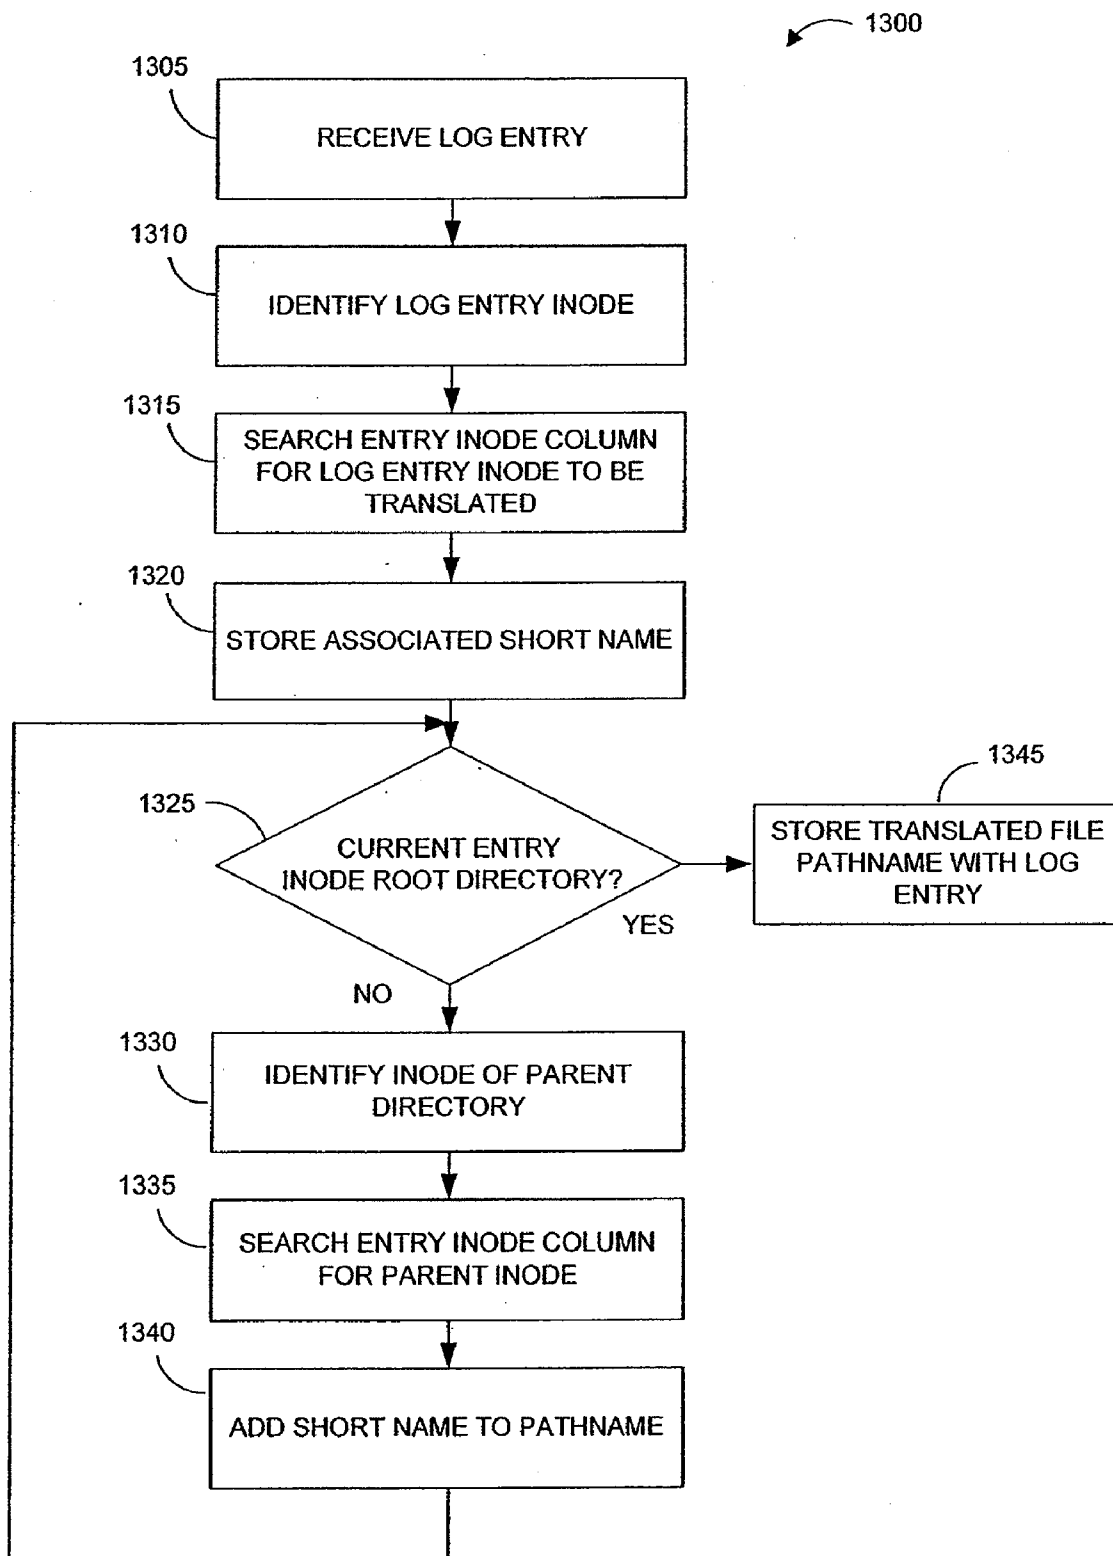 1300
1305
RECEIVE LOG ENTRY
1310
IDENTIFY LOG ENTRY INODE
1315
SEARCH ENTRY INODE COLUMN
FOR LOG ENTRY INODE TO BE
TRANSLATED
1320
STORE ASSOCIATED SHORT NAME
1325
CURRENT ENTRY
INODE ROOT DIRECTORY?
YES
1345
STORE TRANSLATED FILE
PATHNAME WITH LOG
ENTRY
NO
1330
IDENTIFY INODE OF PARENT
DIRECTORY
1335
SEARCH ENTRY INODE COLUMN
FOR PARENT INODE
1340
ADD SHORT NAME TO PATHNAME